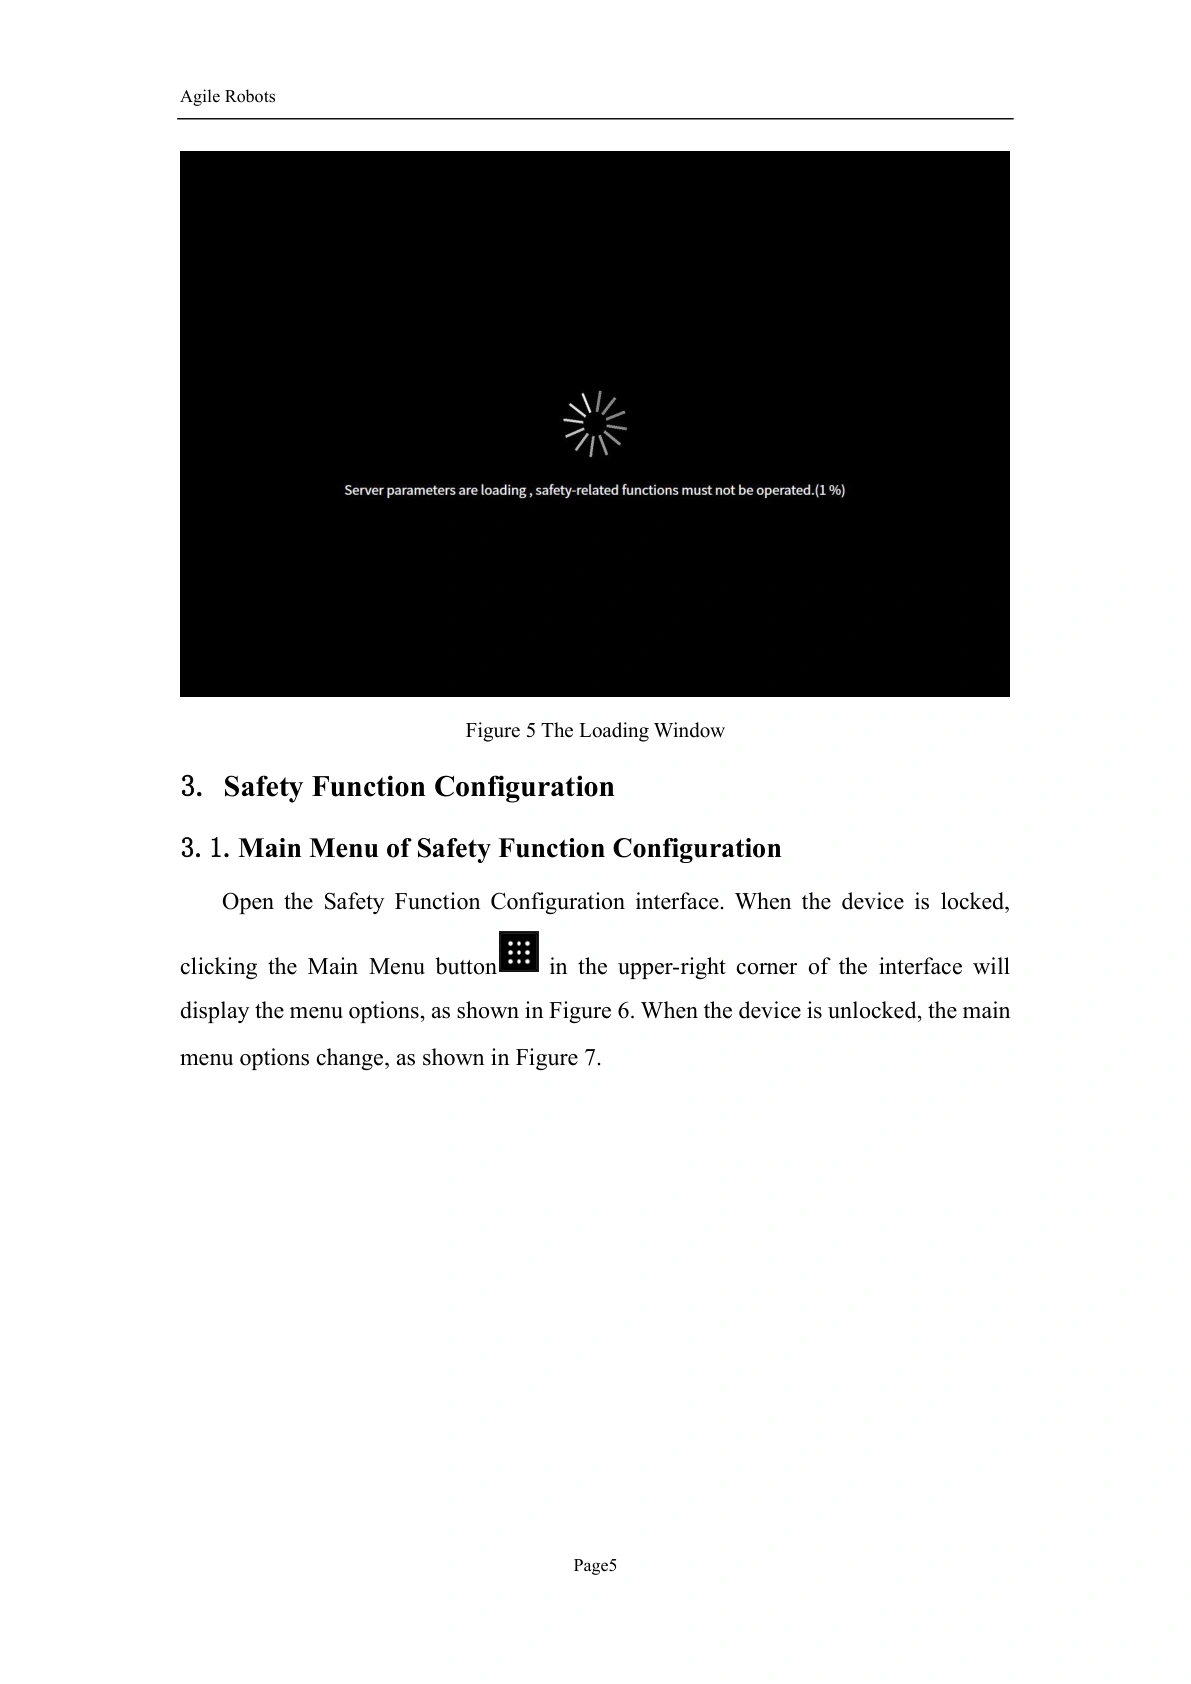 Agile Robots
Server parameters are loading , safety-related functions must not be operated.(1 %)
Figure 5 The Loading Window
3. Safety Function Configuration
3. 1. Main Menu of Safety Function Configuration
Open the Safety Function Configuration interface. When the device is locked,
clicking the Main Menu button in the upper-right corner of the interface will
display the menu options, as shown in Figure 6. When the device is unlocked, the main
menu options change, as shown in Figure 7.
Page5